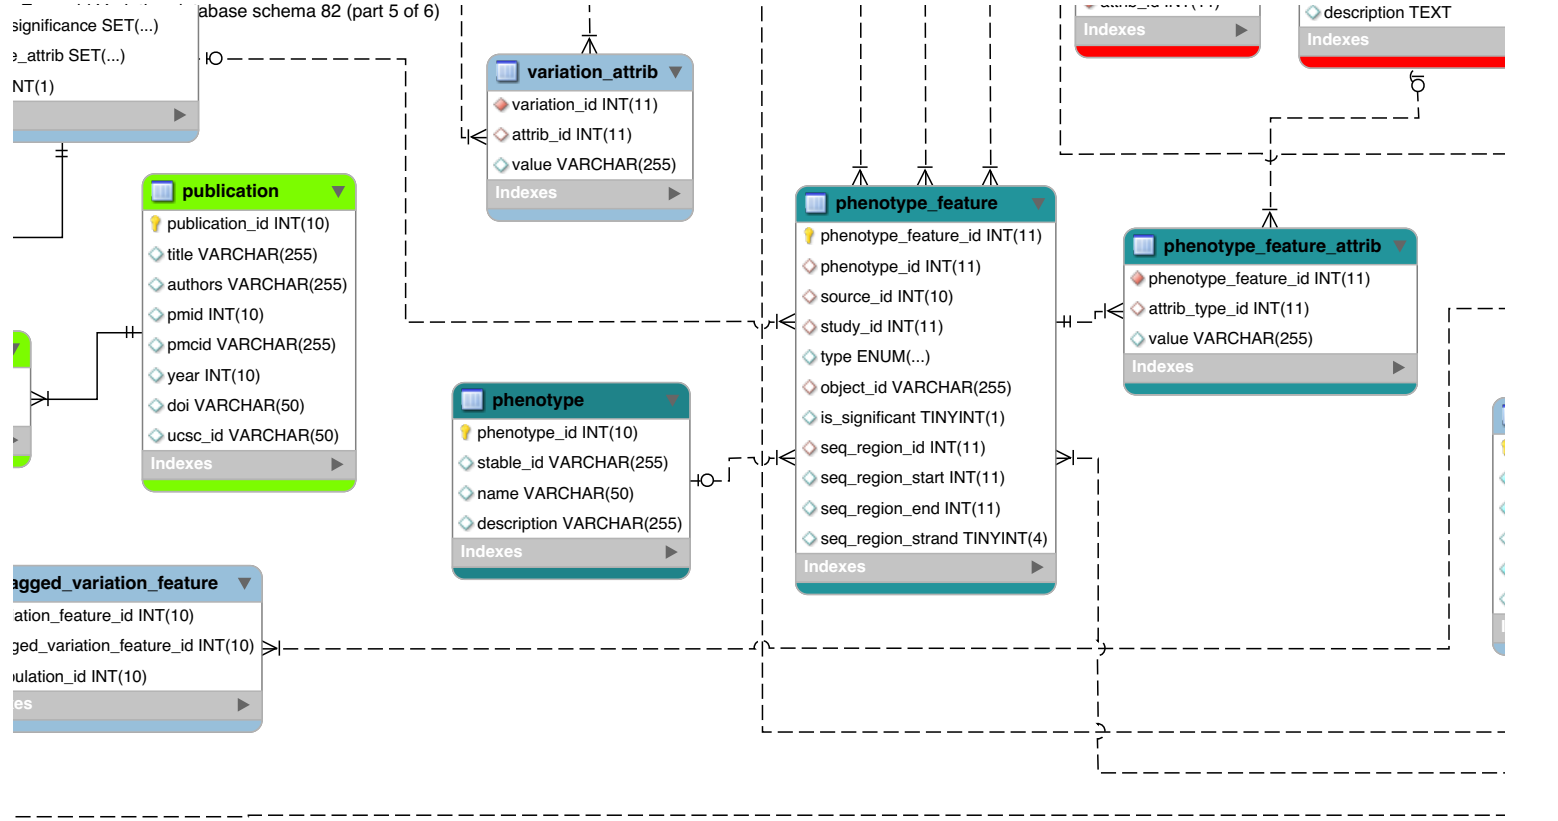 abase schema 82 (part 5 of 6)
significance SET(...)
e_attrib SET(...)
NT(1)
variation_attrib
variation_id INT(11)
attrib_id INT(11)
value VARCHAR(255)
Indexes
Indexes
description TEXT
Indexes
publication
publication_id INT(10)
title VARCHAR(255)
authors VARCHAR(255)
pmid INT(10)
pmcid VARCHAR(255)
year INT(10)
doi VARCHAR(50)
ucsc_id VARCHAR(50)
Indexes
phenotype_feature
phenotype_feature_id INT(11)
phenotype_id INT(11)
source_id INT(10)
study_id INT(11)
type ENUM(...)
object_id VARCHAR(255)
is_significant TINYINT(1)
seq_region_id INT(11)
seq_region_start INT(11)
seq_region_end INT(11)
seq_region_strand TINYINT(4)
Indexes
phenotype_feature_attrib
phenotype_feature_id INT(11)
attrib_type_id INT(11)
value VARCHAR(255)
Indexes
phenotype
phenotype_id INT(10)
stable_id VARCHAR(255)
name VARCHAR(50)
description VARCHAR(255)
Indexes
agged_variation_feature
iation_feature_id INT(10)
ged_variation_feature_id INT(10)
pulation_id INT(10)
es